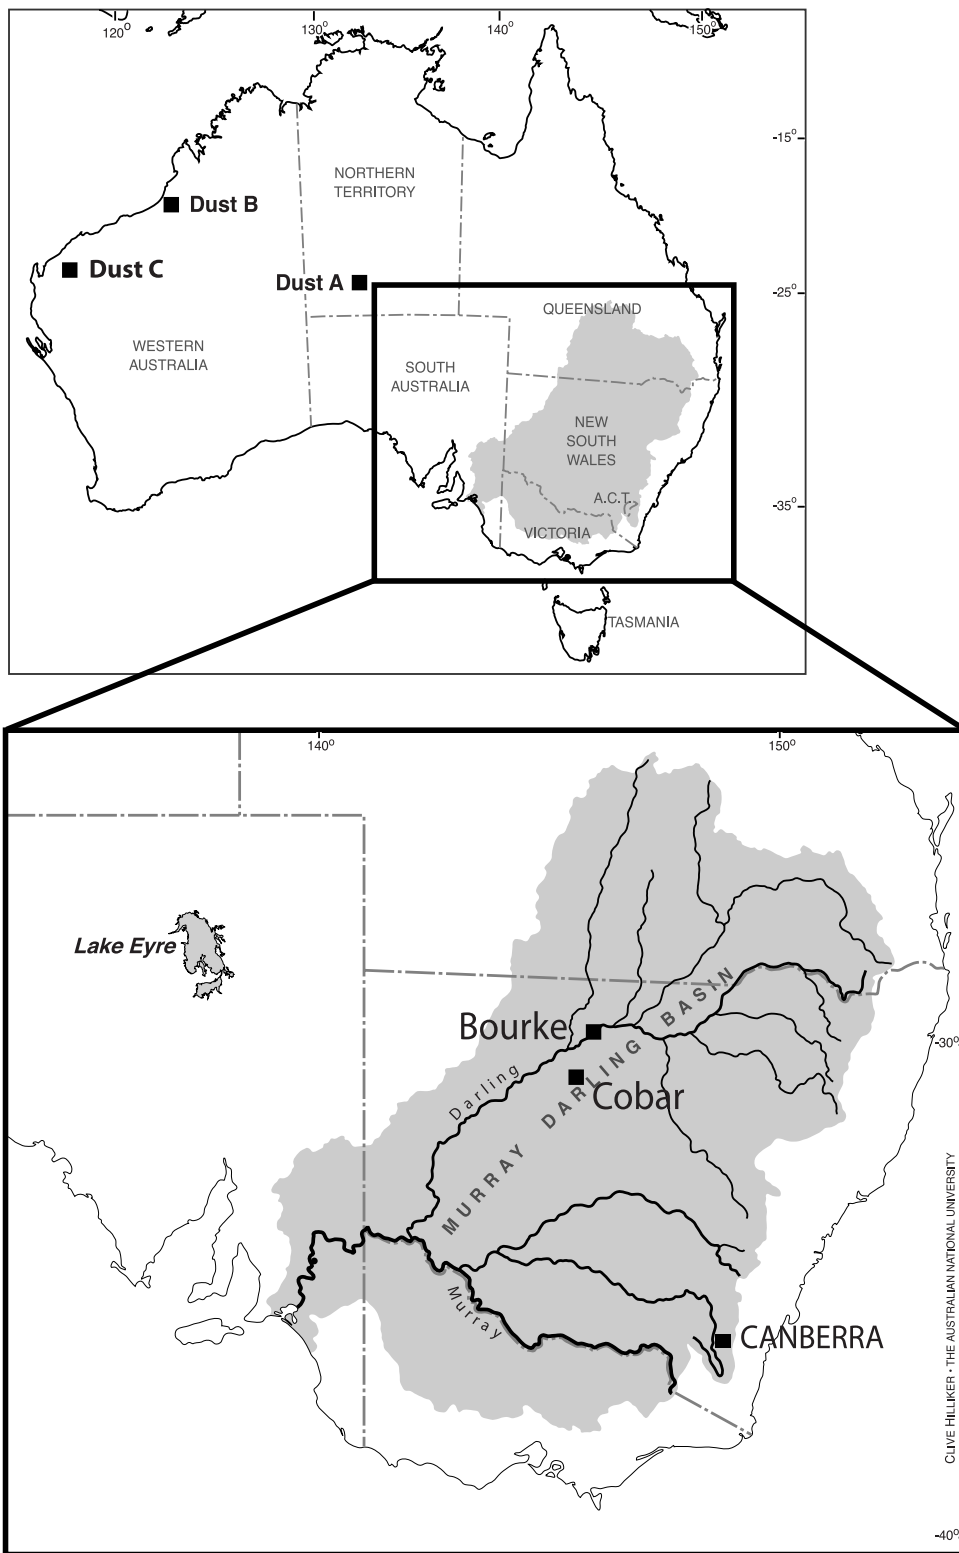 120°
130°
140°
150°
-15°
NORTHERN
TERRITORY
Dust B
Dust C
Dust A
-25°
QUEENSLAND
WESTERN
AUSTRALIA
SOUTH
AUSTRALIA
NEW
SOUTH
WALES
A.C.T.
-35°
VICTORIA
TASMANIA
140°
150°
Lake Eyre
Bourke
-30°
Darling
Cobar
MURRAY DARLING BASIN
Murray
CANBERRA
CLIVE HILLIKER • THE AUSTRALIAN NATIONAL UNIVERSITY
-40°